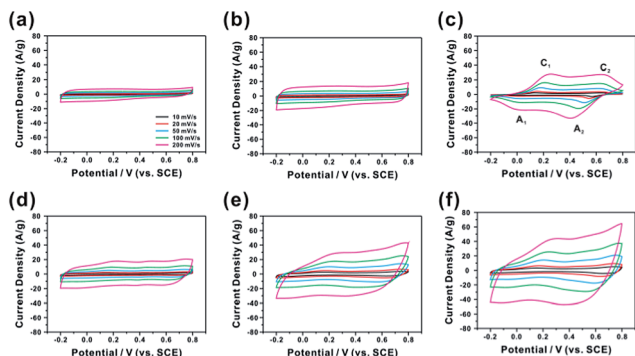 (a)
Current Density (A/g)
80
60
40
20
0
-20
-40
-60
-80
10 mV/s
20 mV/s
50 mV/s
100 mV/s
200 mV/s
-0.2 0.0 0.2 0.4 0.6 0.8
Potential / V (vs. SCE)
(b)
Current Density (A/g)
80
60
40
20
0
-20
-40
-60
-80
-0.2 0.0 0.2 0.4 0.6 0.8
Potential / V (vs. SCE)
(c)
Current Density (A/g)
80
60
40
20
0
-20
-40
-60
-80
C₁
C₂
A₁
A₂
-0.2 0.0 0.2 0.4 0.6 0.8
Potential / V (vs. SCE)
(d)
Current Density (A/g)
80
60
40
20
0
-20
-40
-60
-80
-0.2 0.0 0.2 0.4 0.6 0.8
Potential / V (vs. SCE)
(e)
Current Density (A/g)
80
60
40
20
0
-20
-40
-60
-80
-0.2 0.0 0.2 0.4 0.6 0.8
Potential / V (vs. SCE)
(f)
Current Density (A/g)
80
60
40
20
0
-20
-40
-60
-80
-0.2 0.0 0.2 0.4 0.6 0.8
Potential / V (vs. SCE)